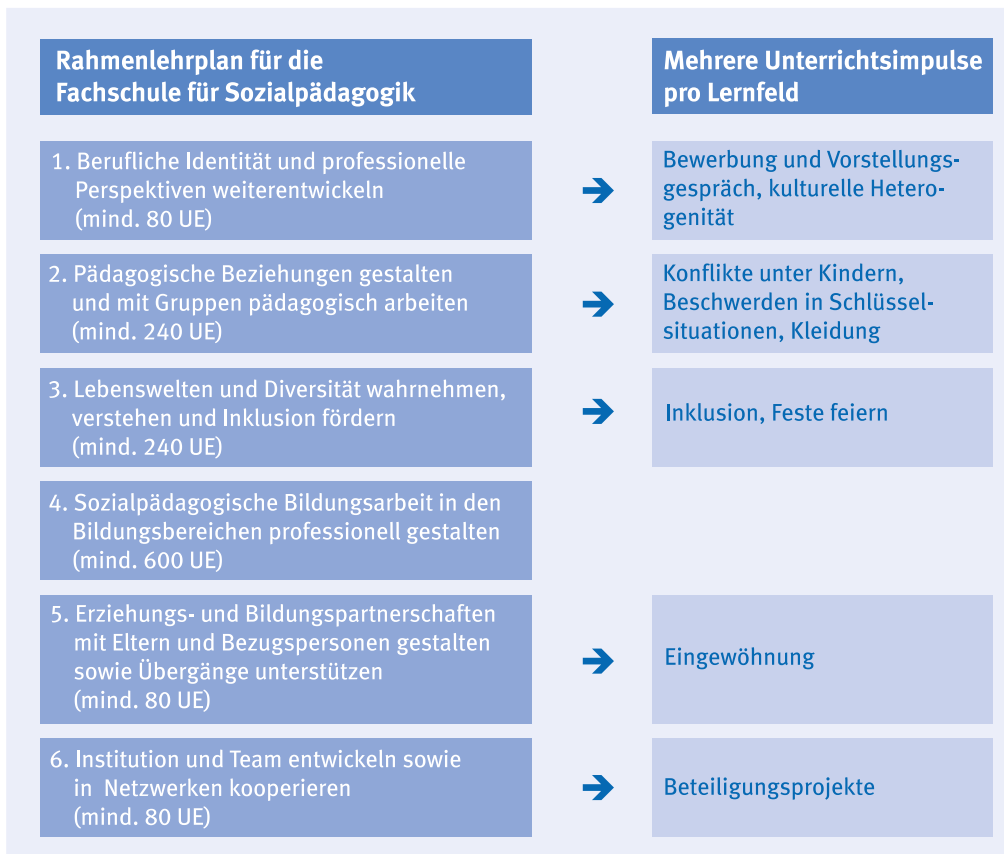 Rahmenlehrplan für die
Fachschule für Sozialpädagogik
Mehrere Unterrichtsimpulse
pro Lernfeld
1. Berufliche Identität und professionelle
Perspektiven weiterentwickeln
(mind. 80 UE)
➔
Bewerbung und Vorstellungs-
gespräch, kulturelle Hetero-
genität
2. Pädagogische Beziehungen gestalten
und mit Gruppen pädagogisch arbeiten
(mind. 240 UE)
➔
Konflikte unter Kindern,
Beschwerden in Schlüssel-
situationen, Kleidung
3. Lebenswelten und Diversität wahrnehmen,
verstehen und Inklusion fördern
(mind. 240 UE)
➔
Inklusion, Feste feiern
4. Sozialpädagogische Bildungsarbeit in den
Bildungsbereichen professionell gestalten
(mind. 600 UE)
5. Erziehungs- und Bildungspartnerschaften
mit Eltern und Bezugspersonen gestalten
sowie Übergänge unterstützen
(mind. 80 UE)
➔
Eingewöhnung
6. Institution und Team entwickeln sowie
in Netzwerken kooperieren
(mind. 80 UE)
➔
Beteiligungsprojekte